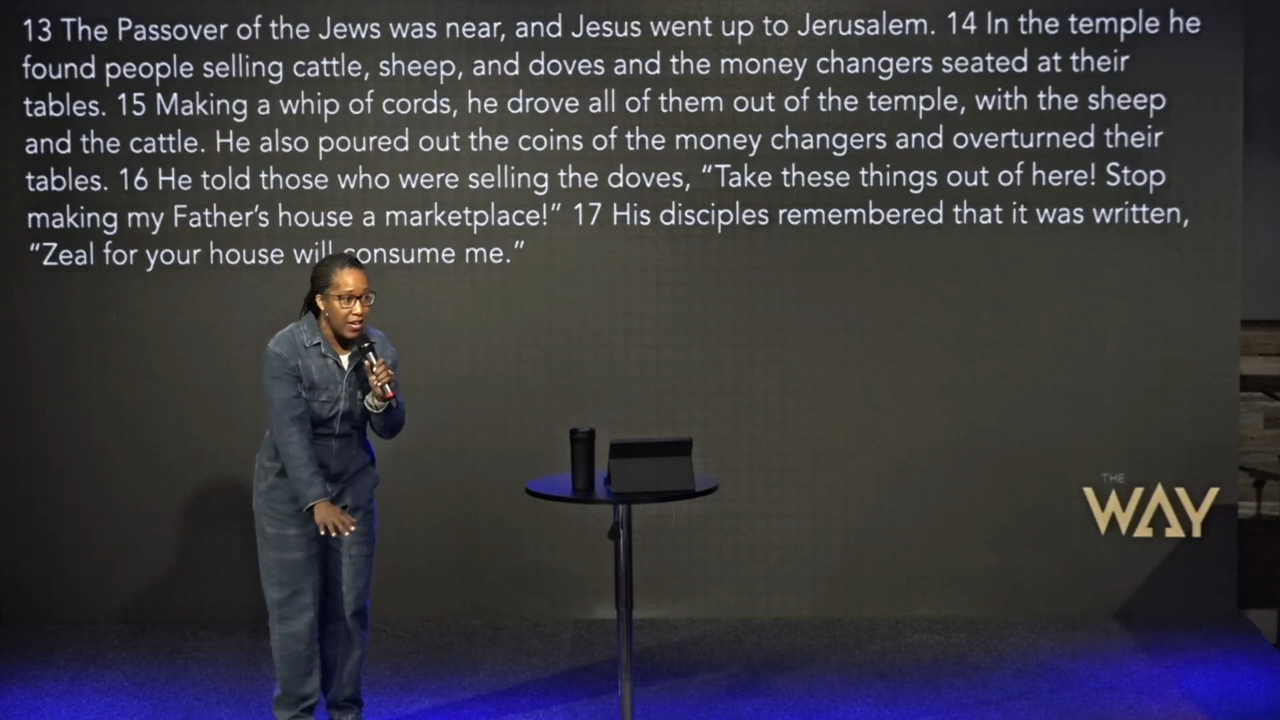 13 The Passover of the Jews was near, and Jesus went up to Jerusalem. 14 In the temple he
found people selling cattle, sheep, and doves and the money changers seated at their
tables. 15 Making a whip of cords, he drove all of them out of the temple, with the sheep
and the cattle. He also poured out the coins of the money changers and overturned their
tables. 16 He told those who were selling the doves, “Take these things out of here! Stop
making my Father’s house a marketplace!” 17 His disciples remembered that it was written,
“Zeal for your house will consume me.”
THE
WAY